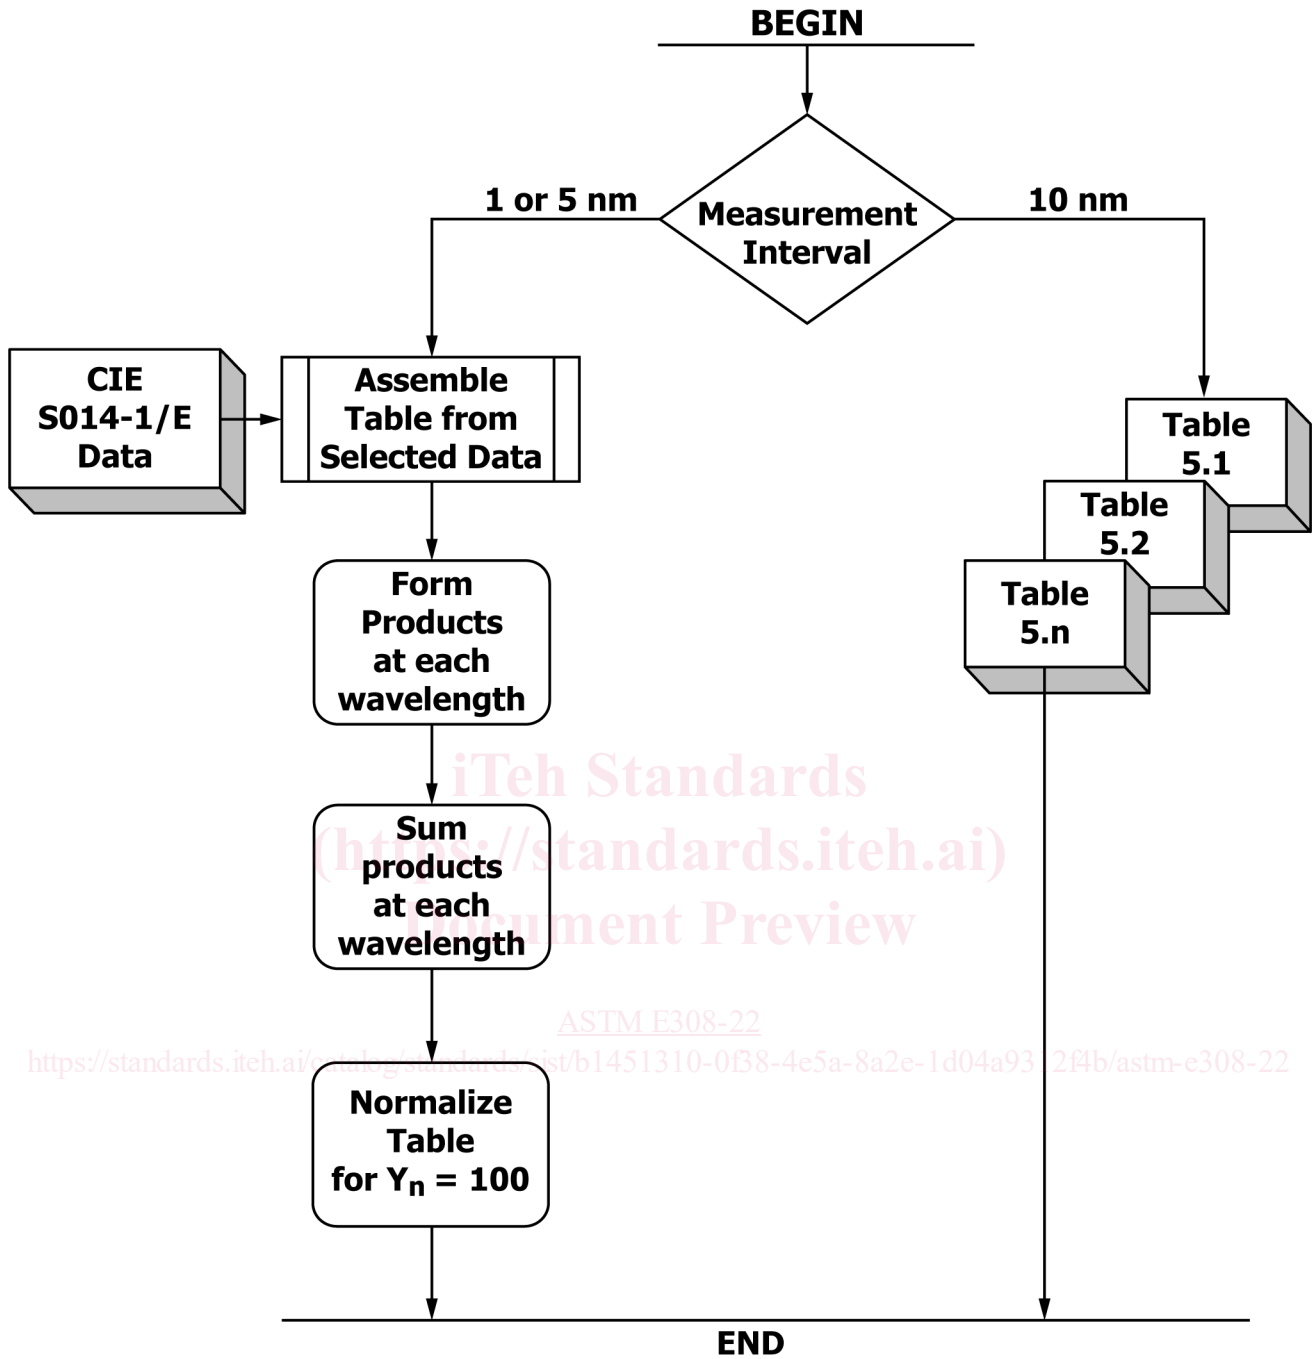 BEGIN
1 or 5 nm
Measurement
Interval
10 nm
CIE
S014-1/E
Data
Assemble
Table from
Selected Data
Table
5.1
Table
5.2
Table
5.n
Form
Products
at each
wavelength
Sum
products
at each
wavelength
iTeh Standards
(https://standards.iteh.ai)
Document Preview
ASTM E308-22
https://standards.iteh.ai/catalog/standards/sist/b1451310-0f38-4e5a-8a2e-1d04a9312f4b/astm-e308-22
Normalize
Table
for Yn = 100
END